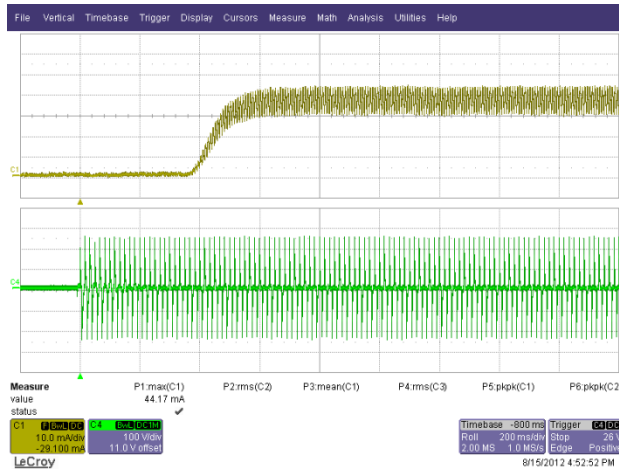 File Vertical Timebase Trigger Display Cursors Measure Math Analysis Utilities Help
C1
C4
Measure P1:max(C1) P2:rms(C2) P3:mean(C1) P4:rms(C3) P5:pkpk(C1) P6:pkpk(C2
value 44.17 mA
status
C1 F BwL DC C4 BwL DC1M Timebase -800 ms Trigger C4 DC
10.0 mA/div 100 V/div Roll 200 ms/div Stop 26 V
-29.100 mA 11.0 V offset 2.00 MS 1.0 MS/s Edge Positive
LeCroy 8/15/2012 4:52:52 PM